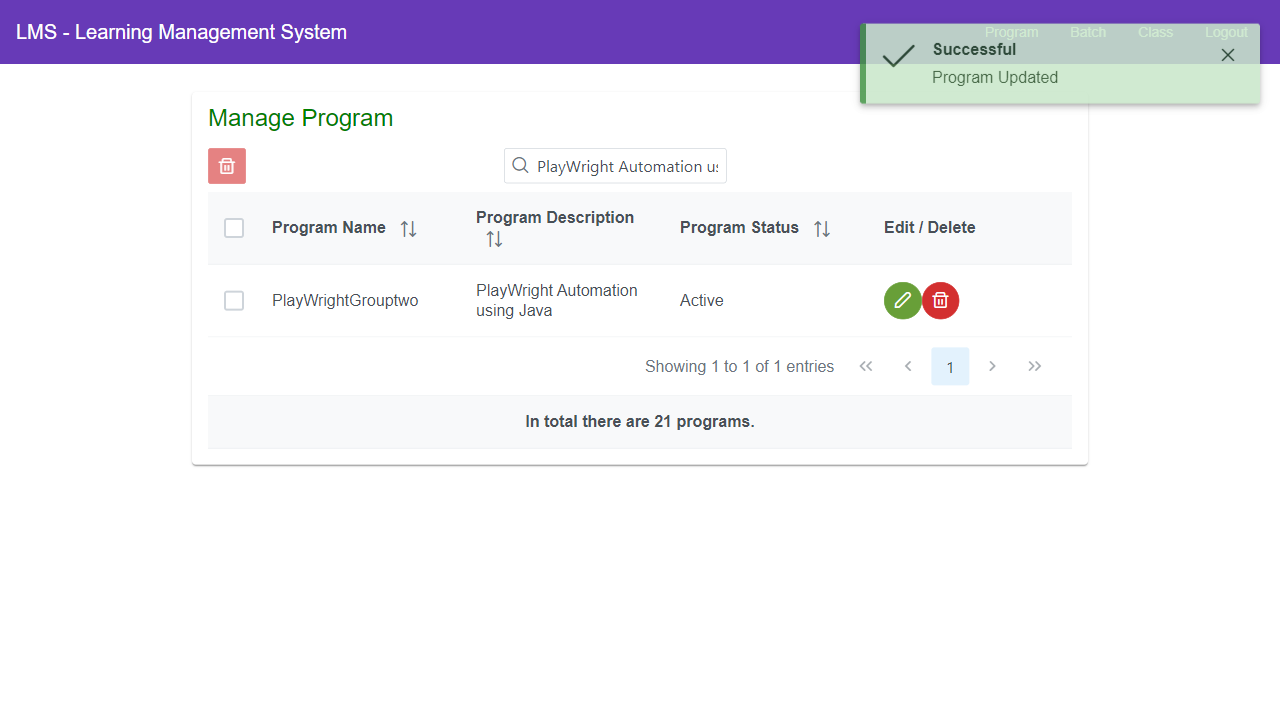 LMS - Learning Management System
Program Batch Class Logout
Successful
Program Updated
Manage Program
PlayWright Automation us
Program Name
Program Description
Program Status
Edit / Delete
PlayWrightGrouptwo
PlayWright Automation
using Java
Active
Showing 1 to 1 of 1 entries
1
In total there are 21 programs.